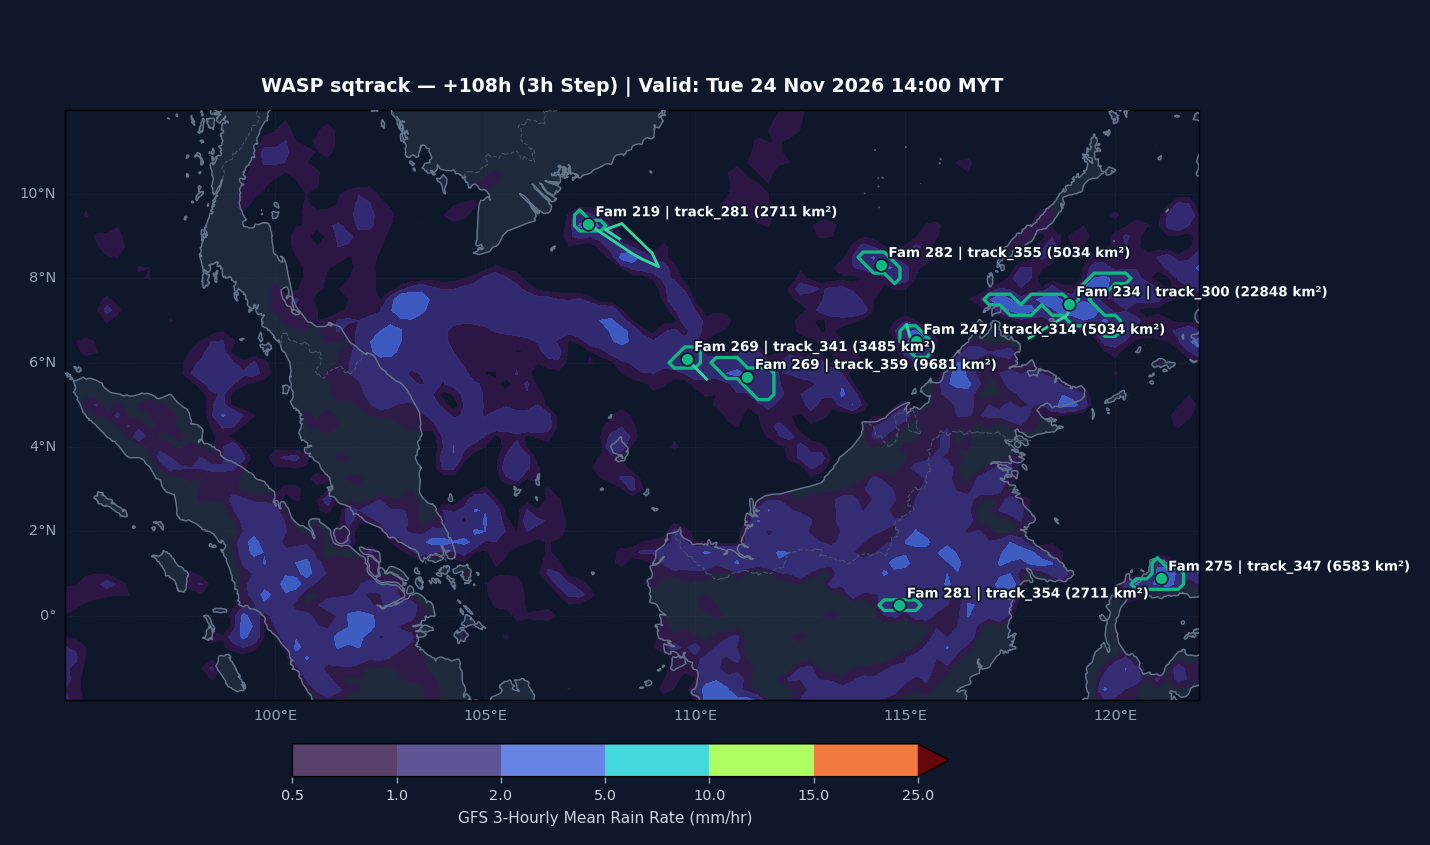 WASP sqtrack — +108h (3h Step) | Valid: Tue 24 Nov 2026 14:00 MYT
10°N
Fam 219 | track_281 (2711 km²)
Fam 282 | track_355 (5034 km²)
8°N
Fam 234 | track_300 (22848 km²)
Fam 247 | track_314 (5034 km²)
Fam 269 | track_341 (3485 km²)
6°N
Fam 269 | track_359 (9681 km²)
4°N
2°N
Fam 275 | track_347 (6583 km²)
Fam 281 | track_354 (2711 km²)
0°
100°E 105°E 110°E 115°E 120°E
0.5 1.0 2.0 5.0 10.0 15.0 25.0
GFS 3-Hourly Mean Rain Rate (mm/hr)